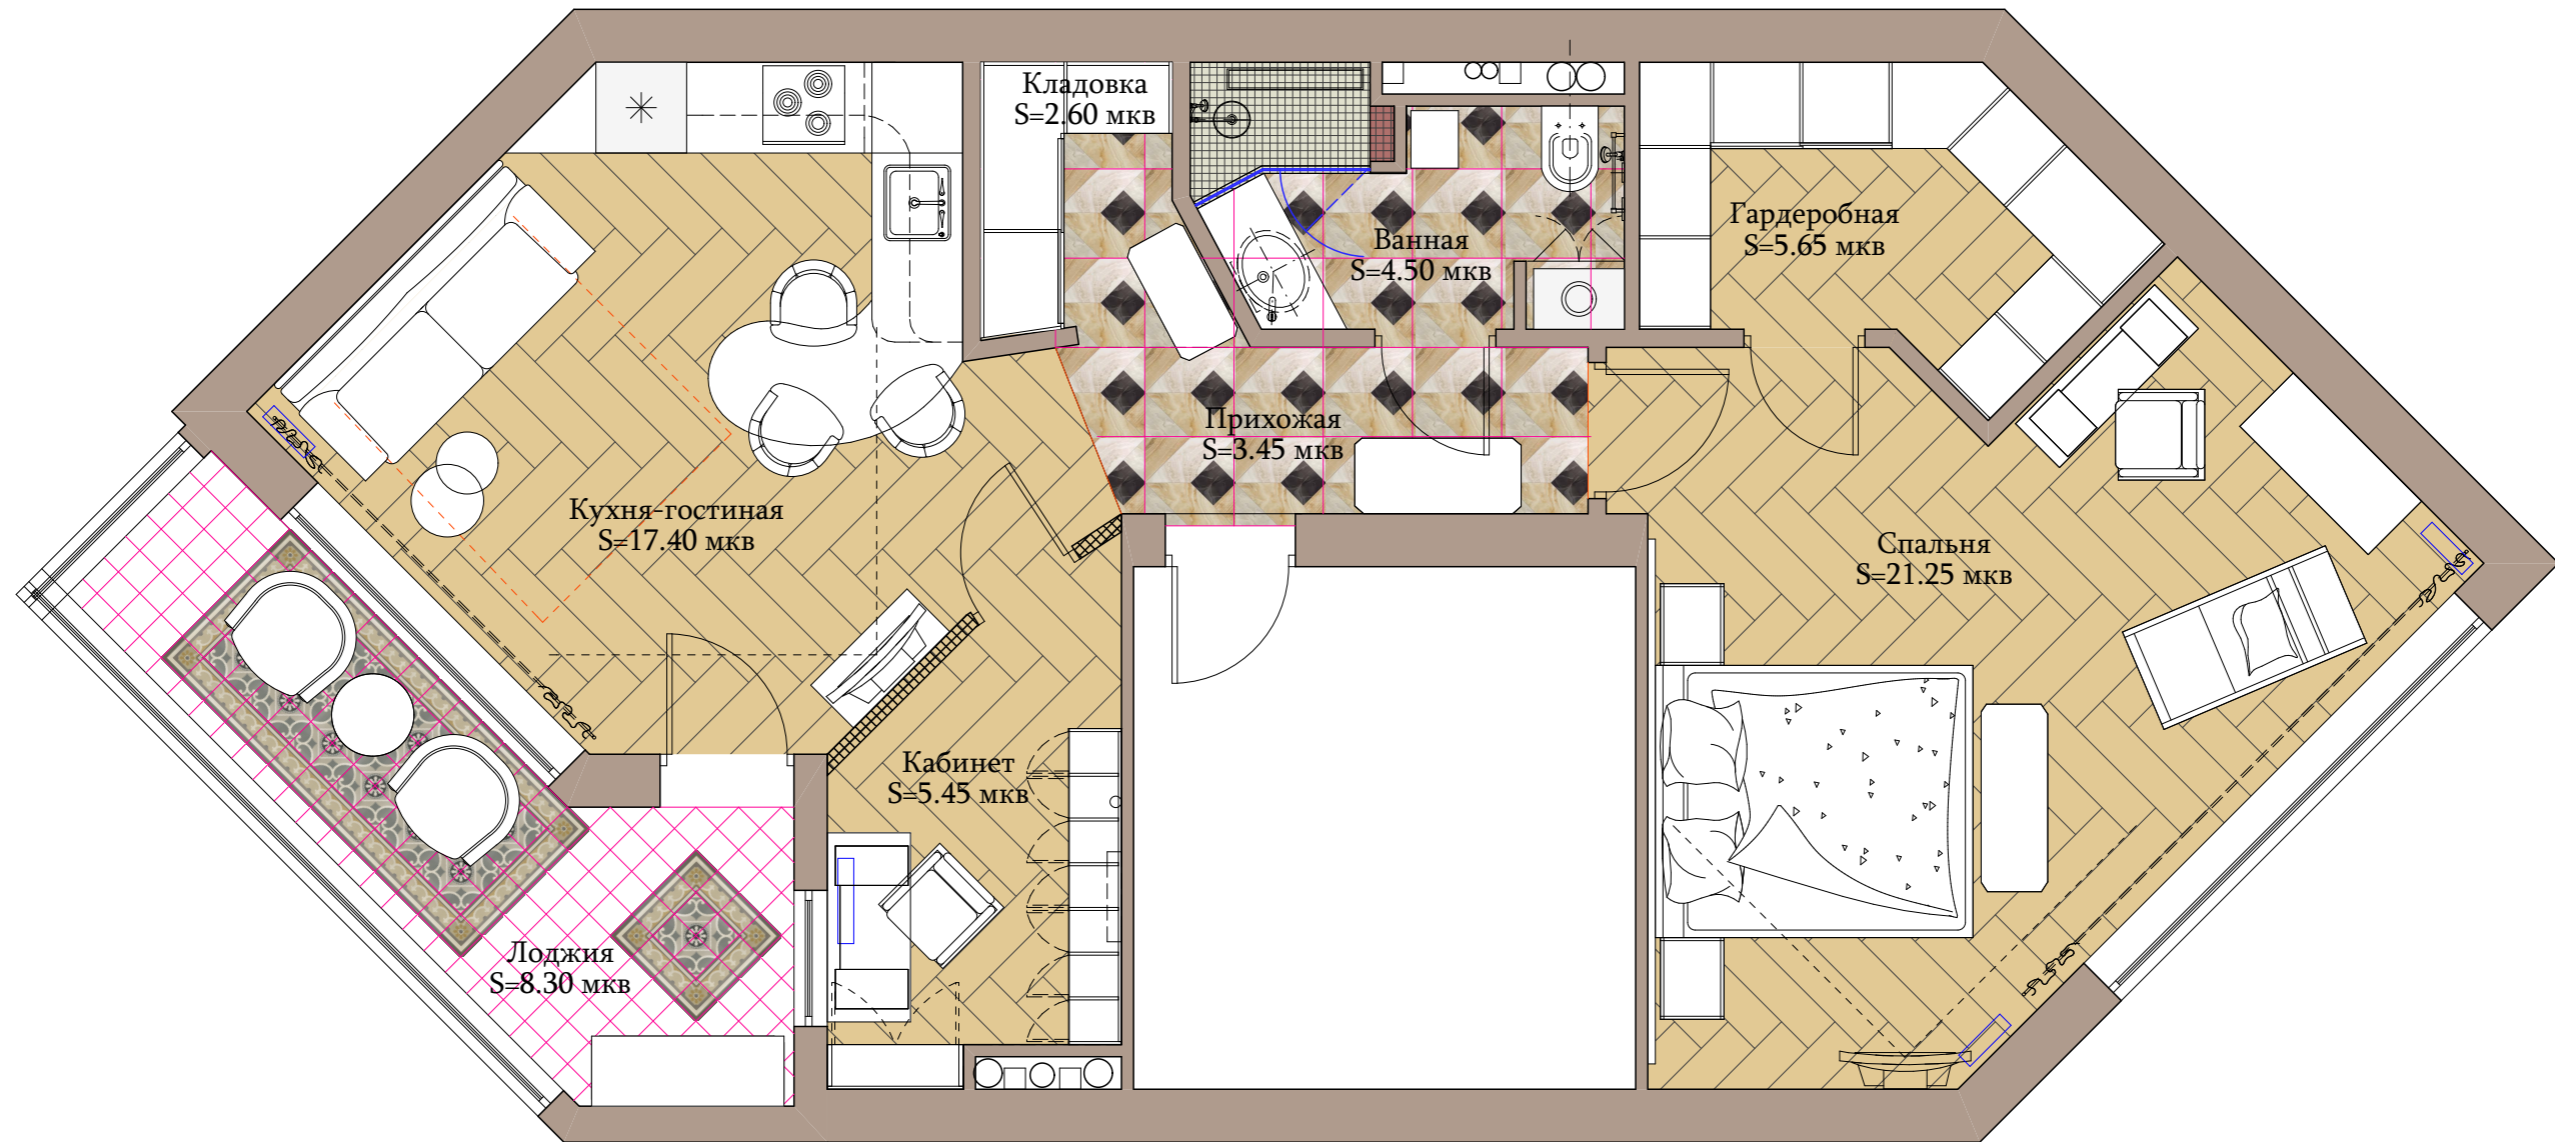 Кладовка
S=2.60 мкв
Ванная
S=4.50 мкв
Гардеробная
S=5.65 мкв
Прихожая
S=3.45 мкв
Кухня-гостиная
S=17.40 мкв
Спальня
S=21.25 мкв
Кабинет
S=5.45 мкв
Лоджия
S=8.30 мкв